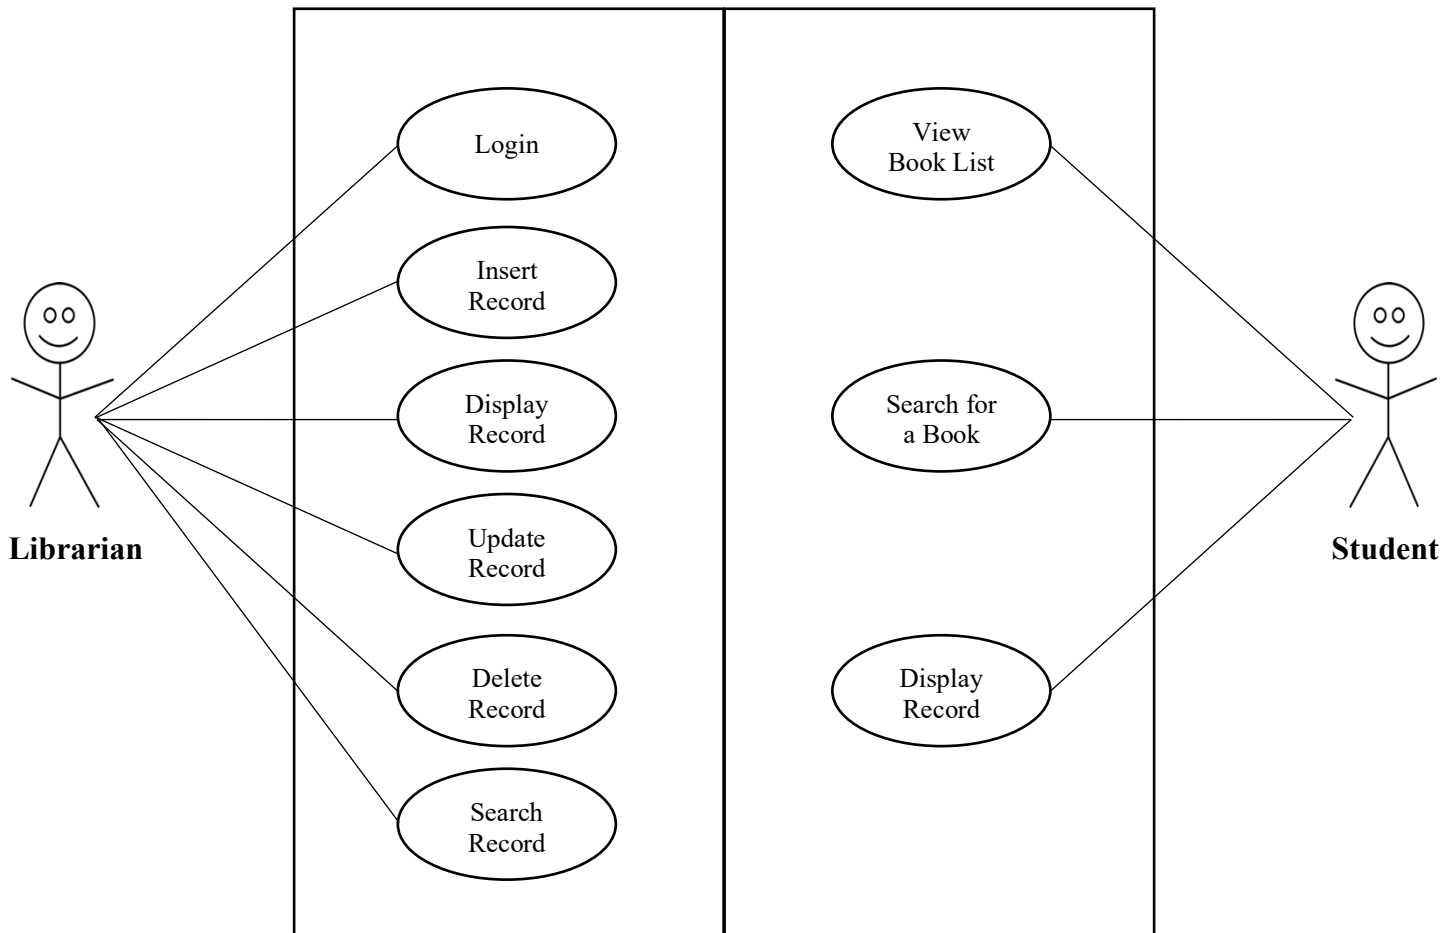 Login
Insert
Record
Display
Record
Update
Record
Delete
Record
Search
Record
View
Book List
Search for
a Book
Display
Record
Librarian
Student